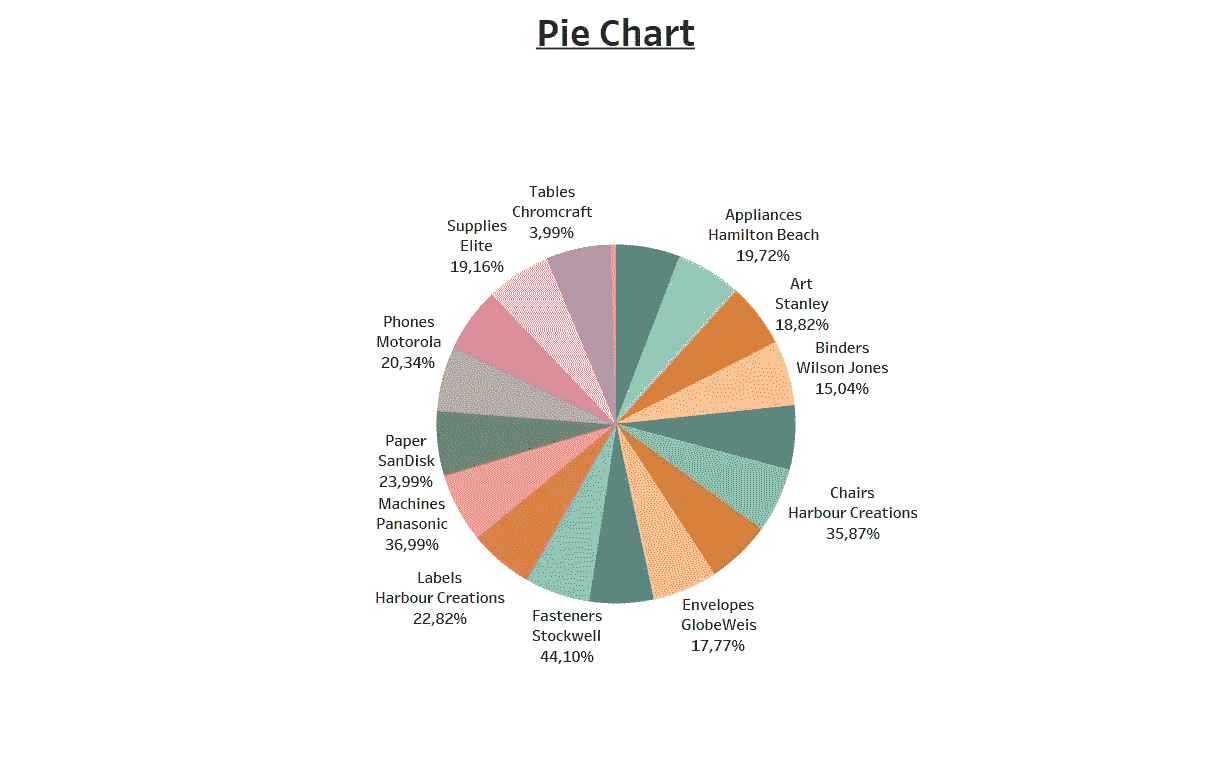 Pie Chart
Tables
Chromcraft
3,99%
Appliances
Hamilton Beach
19,72%
Supplies
Elite
19,16%
Art
Stanley
18,82%
Phones
Motorola
20,34%
Binders
Wilson Jones
15,04%
Paper
SanDisk
23,99%
Chairs
Harbour Creations
35,87%
Machines
Panasonic
36,99%
Labels
Harbour Creations
22,82%
Envelopes
GlobeWeis
17,77%
Fasteners
Stockwell
44,10%